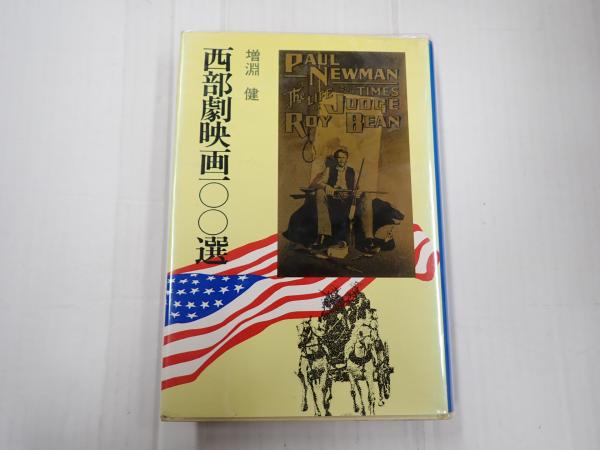 増淵 健
西部劇映画一〇〇選
PAUL
NEWMAN
The LIFE and TIMES
of JUDGE
ROY BEAN